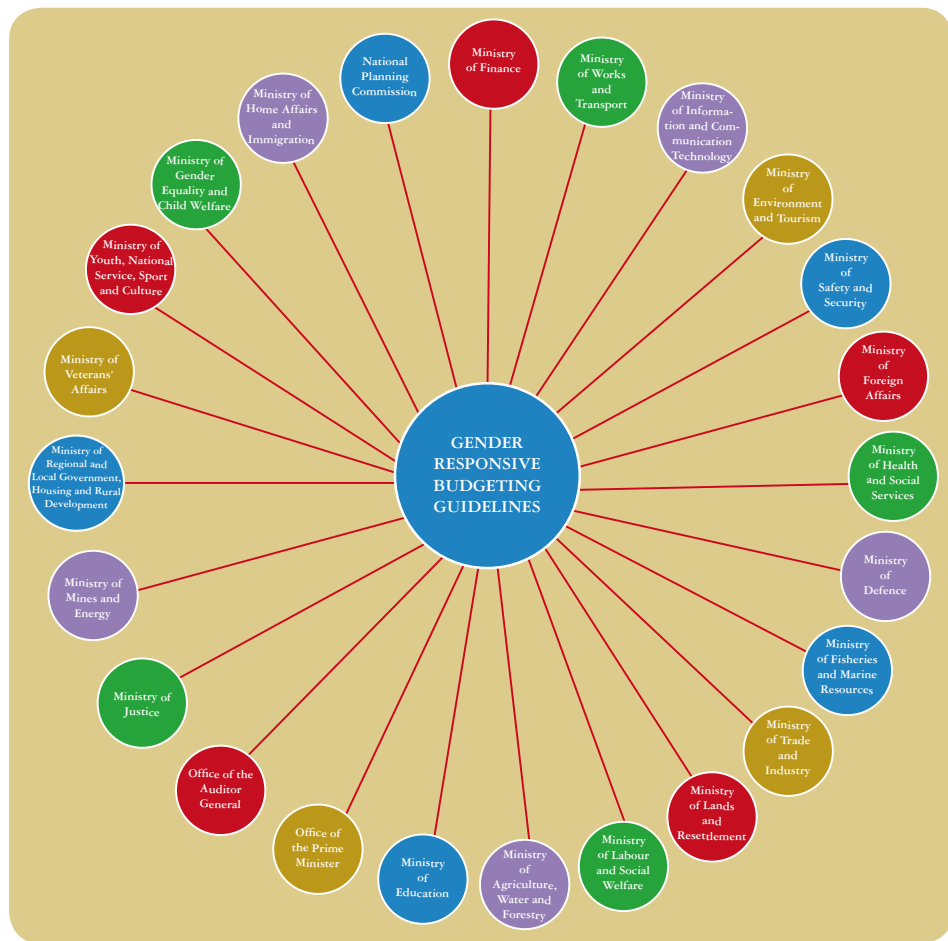 Ministry
of Finance
Ministry
of Works
and
Transport
Ministry
of Informa-
tion and Com-
munication
Technology
Ministry
of
Environment
and Tourism
Ministry
of
Safety and
Security
Ministry
of
Foreign
Affairs
Ministry
of Health
and Social
Services
Ministry
of
Defence
Ministry
of Fisheries
and Marine
Resources
Ministry
of Trade
and
Industry
Ministry
of Lands
and
Resettlement
Ministry
of Labour
and Social
Welfare
Ministry
of
Agriculture,
Water and
Forestry
Ministry
of
Education
Office of
the Prime
Minister
Office of the
Auditor
General
Ministry of
Justice
Ministry of
Mines and
Energy
Ministry of
Regional and
Local Government,
Housing and Rural
Development
Ministry of
Veterans'
Affairs
Ministry of
Youth, National
Service, Sport
and Culture
Ministry of
Gender
Equality and
Child Welfare
Ministry of
Home Affairs
and
Immigration
National
Planning
Commission
GENDER
RESPONSIVE
BUDGETING
GUIDELINES